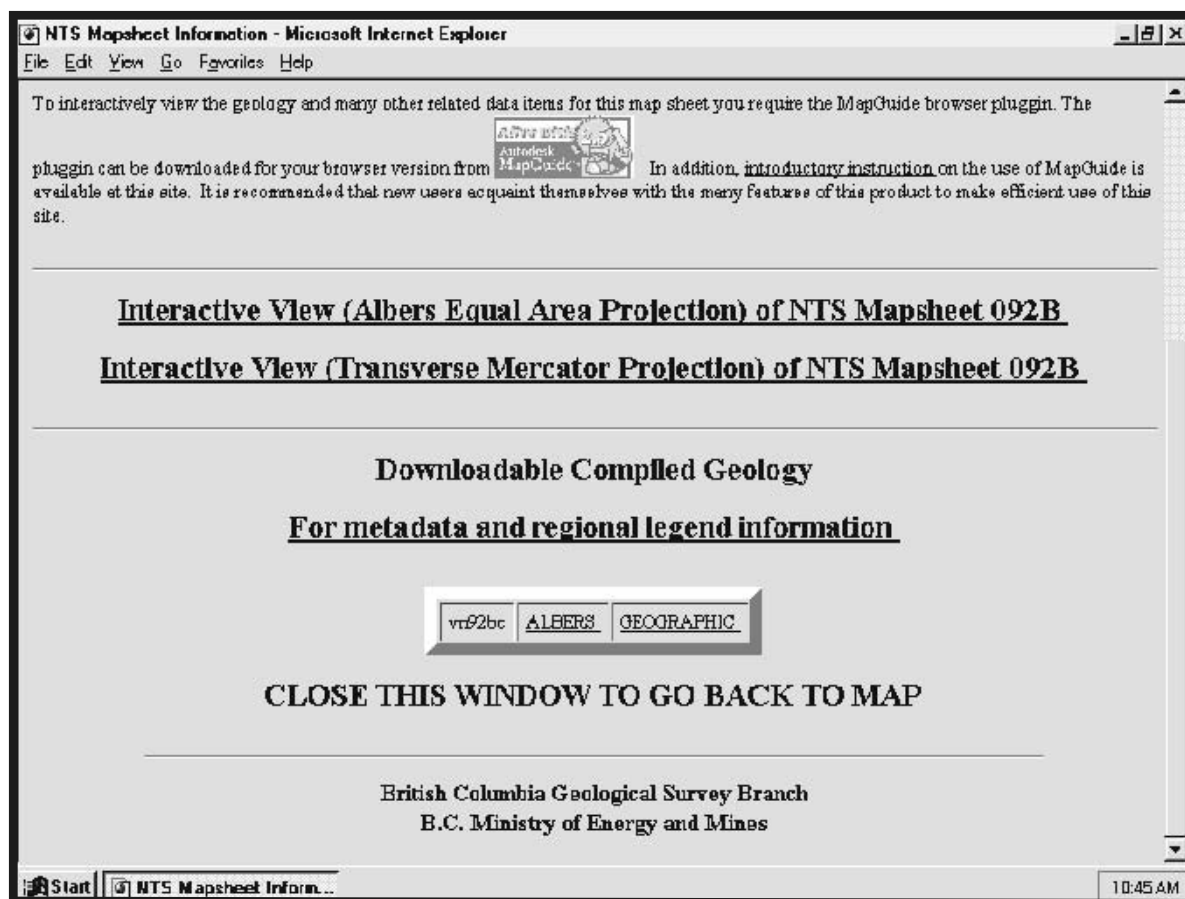 NTS Mapsheet Information - Microsoft Internet Explorer
File Edit View Go Favorites Help
To interactively view the geology and many other related data items for this map sheet you require the MapGuide browser pluggin. The
Alive with
Autodesk
MapGuide
pluggin can be downloaded for your browser version from In addition, introductory instruction on the use of MapGuide is
available at this site. It is recommended that new users acquaint themselves with the many features of this product to make efficient use of this
site.
Interactive View (Albers Equal Area Projection) of NTS Mapsheet 092B
Interactive View (Transverse Mercator Projection) of NTS Mapsheet 092B
Downloadable Compiled Geology
For metadata and regional legend information
ALBERS GEOGRAPHIC
CLOSE THIS WINDOW TO GO BACK TO MAP
British Columbia Geological Survey Branch
B.C. Ministry of Energy and Mines
Start NTS Mapsheet Inform... 10:45 AM